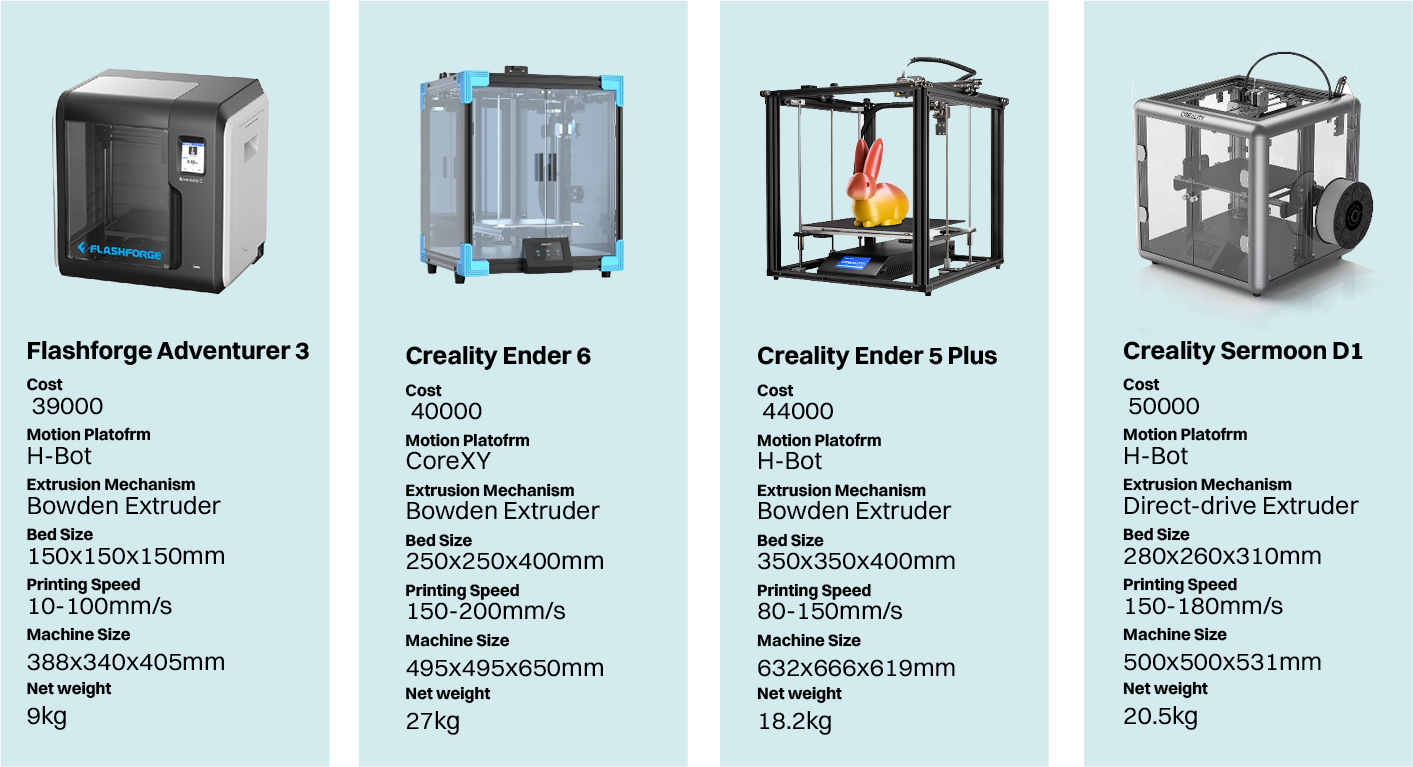 FLASHFORGE
Flashforge Adventurer 3
Cost
39000
Motion Platofrm
H-Bot
Extrusion Mechanism
Bowden Extruder
Bed Size
150x150x150mm
Printing Speed
10-100mm/s
Machine Size
388x340x405mm
Net weight
9kg
Creality Ender 6
Cost
40000
Motion Platofrm
CoreXY
Extrusion Mechanism
Bowden Extruder
Bed Size
250x250x400mm
Printing Speed
150-200mm/s
Machine Size
495x495x650mm
Net weight
27kg
Creality Ender 5 Plus
Cost
44000
Motion Platofrm
H-Bot
Extrusion Mechanism
Bowden Extruder
Bed Size
350x350x400mm
Printing Speed
80-150mm/s
Machine Size
632x666x619mm
Net weight
18.2kg
CREALITY
Creality Sermoon D1
Cost
50000
Motion Platofrm
H-Bot
Extrusion Mechanism
Direct-drive Extruder
Bed Size
280x260x310mm
Printing Speed
150-180mm/s
Machine Size
500x500x531mm
Net weight
20.5kg